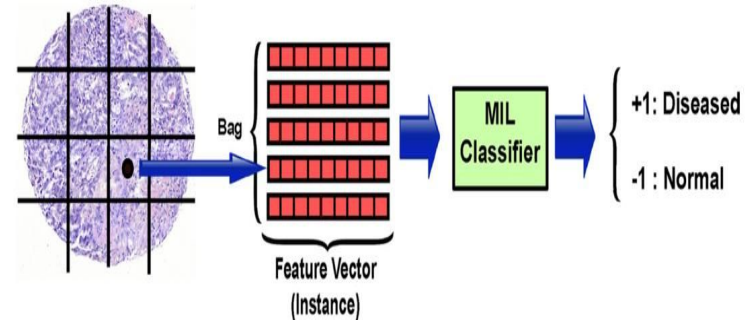 Bag
Feature Vector
(Instance)
MIL
Classifier
+1: Diseased
-1 : Normal